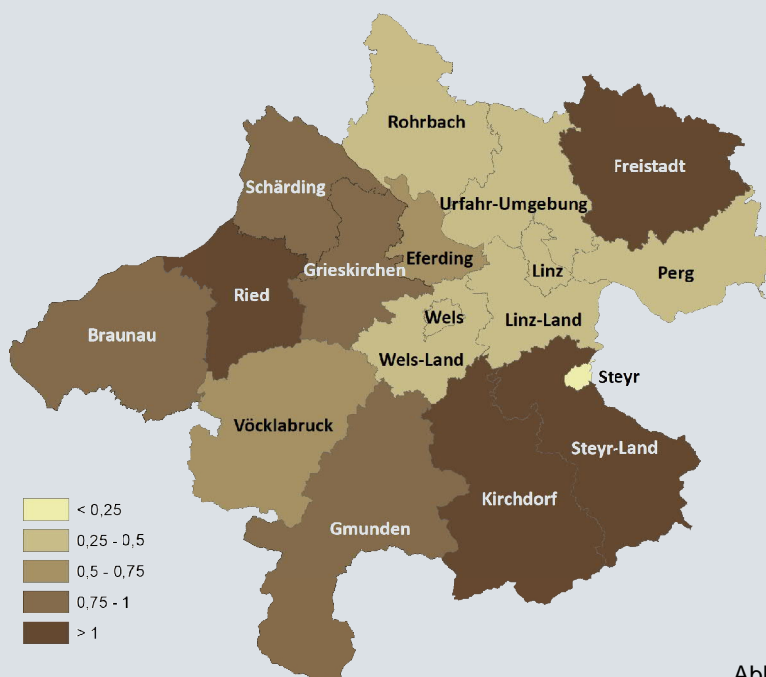 Rohrbach
Freistadt
Schärding
Urfahr-Umgebung
Eferding
Grieskirchen
Linz
Perg
Ried
Braunau
Wels
Linz-Land
Wels-Land
Steyr
Vöcklabruck
Steyr-Land
Kirchdorf
Gmunden
< 0,25
0,25 - 0,5
0,5 - 0,75
0,75 - 1
> 1